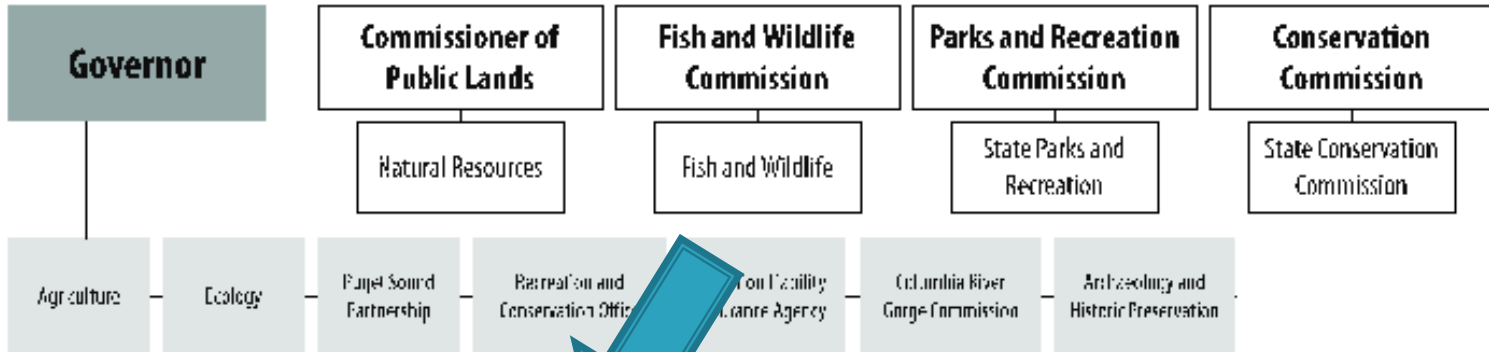 Governor
Commissioner of
Public Lands
Fish and Wildlife
Commission
Parks and Recreation
Commission
Conservation
Commission
Natural Resources
Fish and Wildlife
State Parks and
Recreation
State Conservation
Commission
Agriculture
Ecology
Puget Sound
Partnership
Recreation and
Conservation
Liability
Agency
Columbia River
Gorge Commission
Archaeology and
Historic Preservation